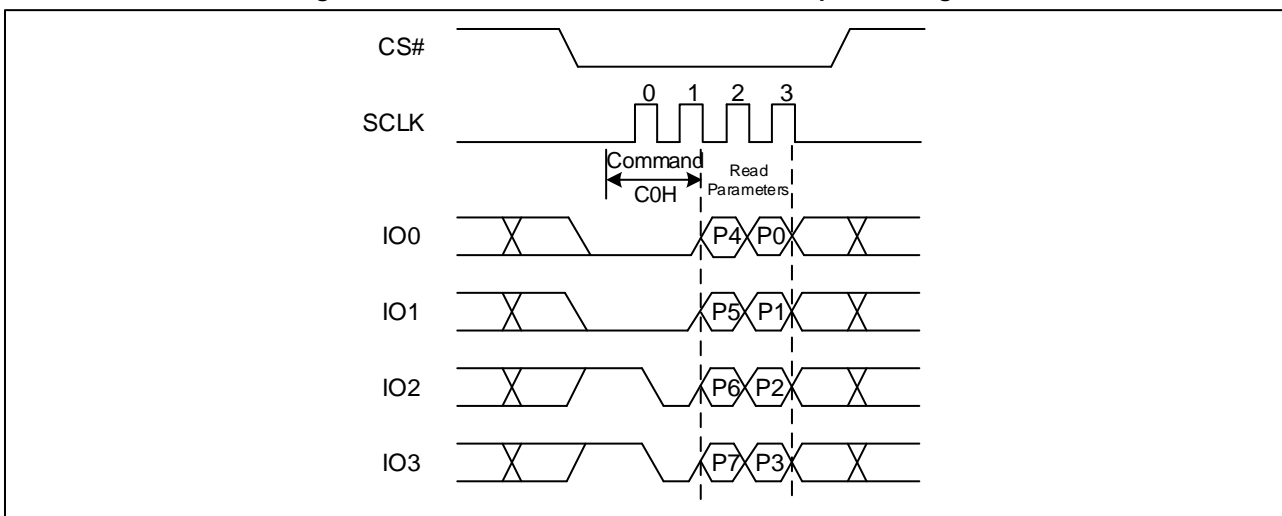 CS#
0 1 2 3
SCLK
Command
C0H
Read
Parameters
IO0
P4 P0
IO1
P5 P1
IO2
P6 P2
IO3
P7 P3